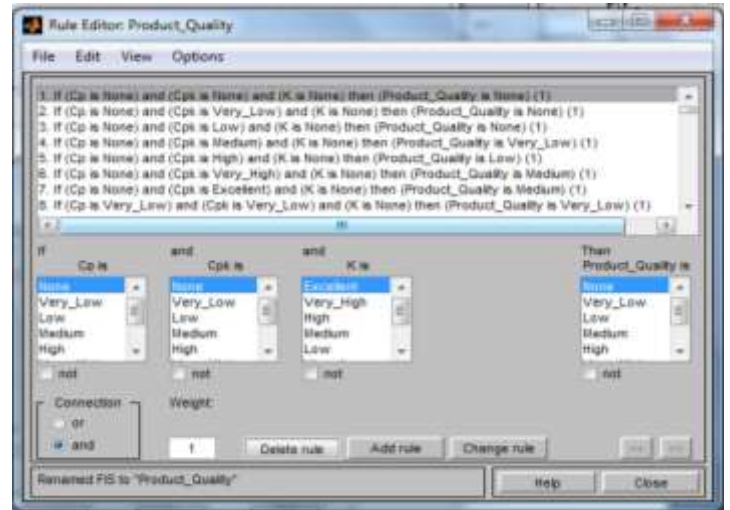 Rule Editor: Product_Quality
File Edit View Options
1. If (Cp is None) and (Cpk is None) and (K is None) then (Product_Quality is None) (1)
2. If (Cp is None) and (Cpk is Very_Low) and (K is None) then (Product_Quality is None) (1)
3. If (Cp is None) and (Cpk is Low) and (K is None) then (Product_Quality is None) (1)
4. If (Cp is None) and (Cpk is Medium) and (K is None) then (Product_Quality is Very_Low) (1)
5. If (Cp is None) and (Cpk is High) and (K is None) then (Product_Quality is Low) (1)
6. If (Cp is None) and (Cpk is Very_High) and (K is None) then (Product_Quality is Medium) (1)
7. If (Cp is None) and (Cpk is Excellent) and (K is None) then (Product_Quality is Medium) (1)
8. If (Cp is Very_Low) and (Cpk is Very_Low) and (K is None) then (Product_Quality is Very_Low) (1)
If and and Then
Cp is Cpk is K is Product_Quality is
None None Excellent None
Very_Low Very_Low Very_High Very_Low
Low Low High Low
Medium Medium Medium Medium
High High Low High
not not not not
Connection Weight:
or
and 1 Delete rule Add rule Change rule << >>
Renamed FIS to "Product_Quality" Help Close